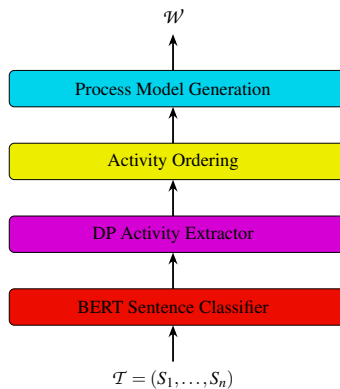 𝒲
Process Model Generation
Activity Ordering
DP Activity Extractor
BERT Sentence Classifier
𝒯 = (S₁,…,Sₙ)